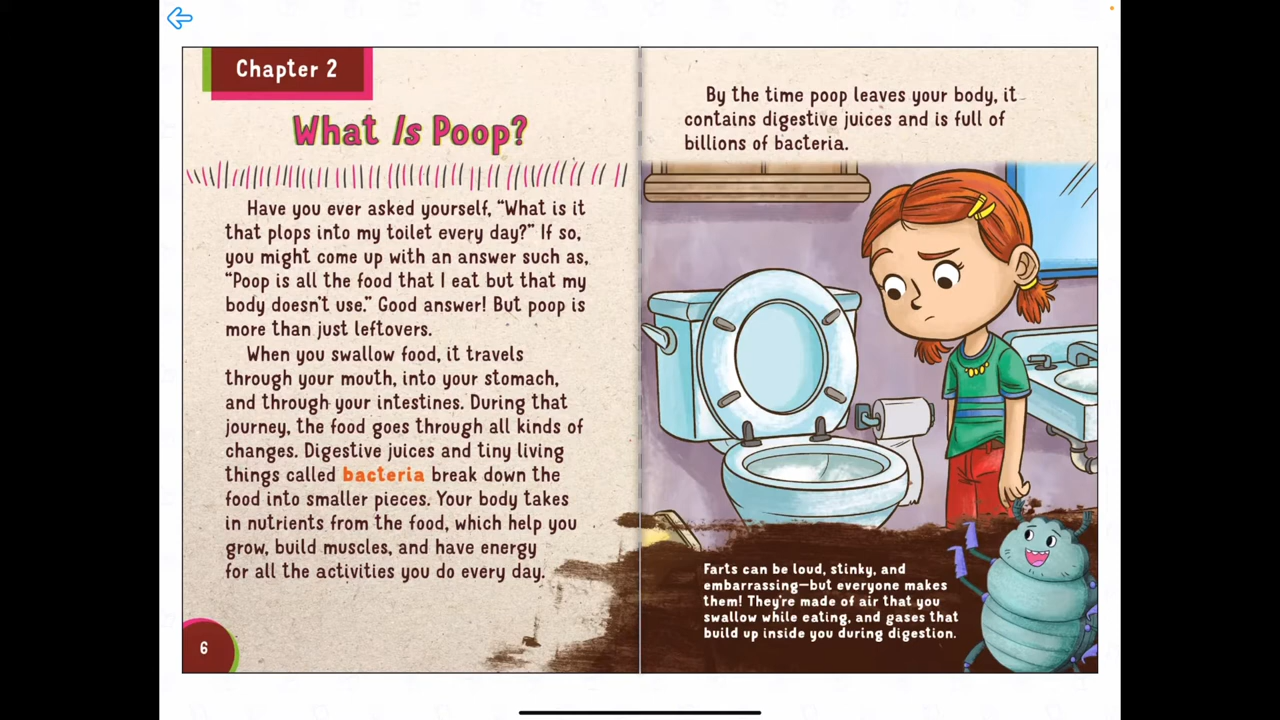 Chapter 2
What Is Poop?
Have you ever asked yourself, “What is it
that plops into my toilet every day?” If so,
you might come up with an answer such as,
“Poop is all the food that I eat but that my
body doesn’t use.” Good answer! But poop is
more than just leftovers.
When you swallow food, it travels
through your mouth, into your stomach,
and through your intestines. During that
journey, the food goes through all kinds of
changes. Digestive juices and tiny living
things called bacteria break down the
food into smaller pieces. Your body takes
in nutrients from the food, which help you
grow, build muscles, and have energy
for all the activities you do every day.
6
By the time poop leaves your body, it
contains digestive juices and is full of
billions of bacteria.
Farts can be loud, stinky, and
embarrassing—but everyone makes
them! They’re made of air that you
swallow while eating, and gases that
build up inside you during digestion.